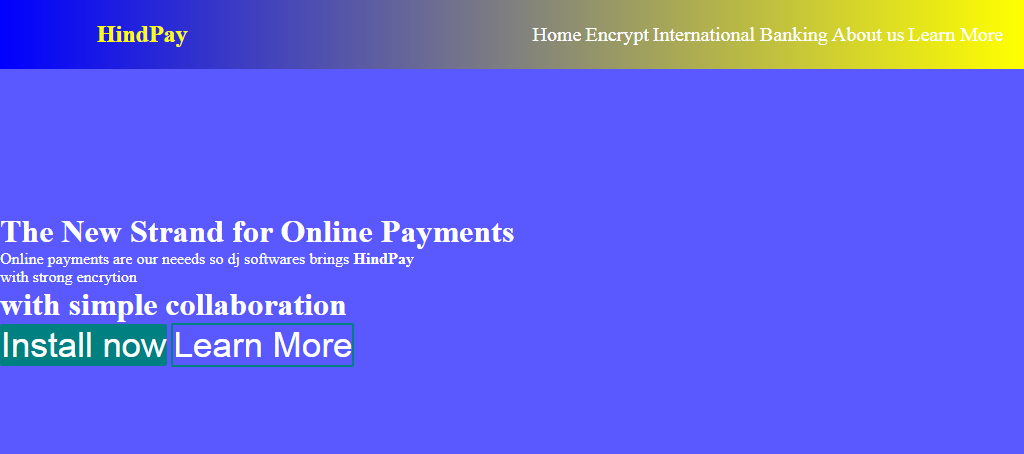 HindPay
Home Encrypt International Banking About us Learn More
The New Strand for Online Payments
Online payments are our neeeds so dj softwares brings HindPay
with strong encrytion
with simple collaboration
Install now Learn More